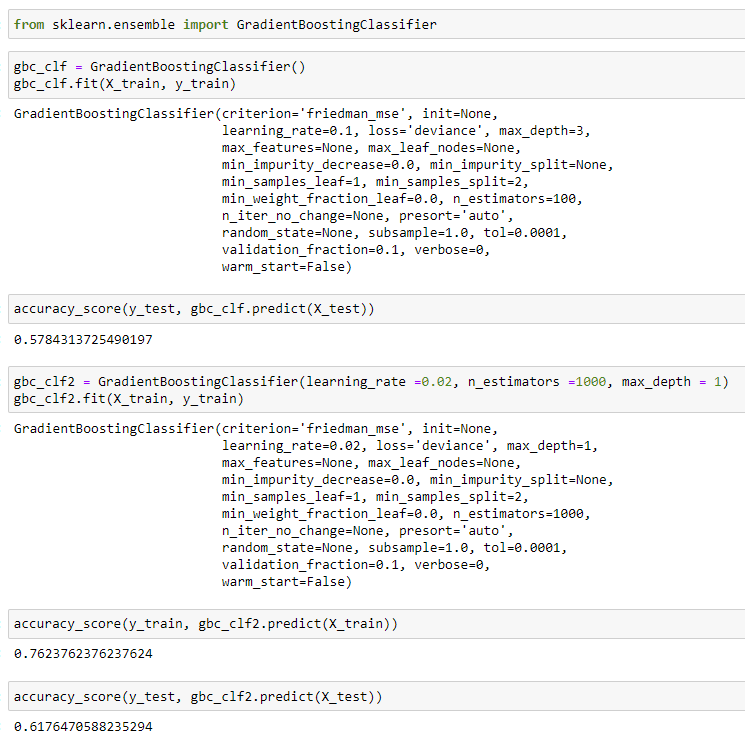 from sklearn.ensemble import GradientBoostingClassifier
gbc_clf = GradientBoostingClassifier()
gbc_clf.fit(X_train, y_train)
GradientBoostingClassifier(criterion='friedman_mse', init=None,
learning_rate=0.1, loss='deviance', max_depth=3,
max_features=None, max_leaf_nodes=None,
min_impurity_decrease=0.0, min_impurity_split=None,
min_samples_leaf=1, min_samples_split=2,
min_weight_fraction_leaf=0.0, n_estimators=100,
n_iter_no_change=None, presort='auto',
random_state=None, subsample=1.0, tol=0.0001,
validation_fraction=0.1, verbose=0,
warm_start=False)
accuracy_score(y_test, gbc_clf.predict(X_test))
0.5784313725490197
gbc_clf2 = GradientBoostingClassifier(learning_rate =0.02, n_estimators =1000, max_depth = 1)
gbc_clf2.fit(X_train, y_train)
GradientBoostingClassifier(criterion='friedman_mse', init=None,
learning_rate=0.02, loss='deviance', max_depth=1,
max_features=None, max_leaf_nodes=None,
min_impurity_decrease=0.0, min_impurity_split=None,
min_samples_leaf=1, min_samples_split=2,
min_weight_fraction_leaf=0.0, n_estimators=1000,
n_iter_no_change=None, presort='auto',
random_state=None, subsample=1.0, tol=0.0001,
validation_fraction=0.1, verbose=0,
warm_start=False)
accuracy_score(y_train, gbc_clf2.predict(X_train))
0.7623762376237624
accuracy_score(y_test, gbc_clf2.predict(X_test))
0.6176470588235294